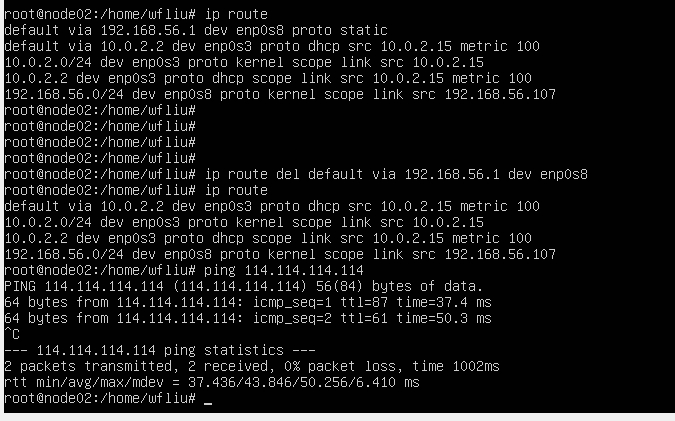 root@node02:/home/wfliu# ip route
default via 192.168.56.1 dev enp0s8 proto static
default via 10.0.2.2 dev enp0s3 proto dhcp src 10.0.2.15 metric 100
10.0.2.0/24 dev enp0s3 proto kernel scope link src 10.0.2.15
10.0.2.2 dev enp0s3 proto dhcp scope link src 10.0.2.15 metric 100
192.168.56.0/24 dev enp0s8 proto kernel scope link src 192.168.56.107
root@node02:/home/wfliu#
root@node02:/home/wfliu#
root@node02:/home/wfliu#
root@node02:/home/wfliu#
root@node02:/home/wfliu# ip route del default via 192.168.56.1 dev enp0s8
root@node02:/home/wfliu# ip route
default via 10.0.2.2 dev enp0s3 proto dhcp src 10.0.2.15 metric 100
10.0.2.0/24 dev enp0s3 proto kernel scope link src 10.0.2.15
10.0.2.2 dev enp0s3 proto dhcp scope link src 10.0.2.15 metric 100
192.168.56.0/24 dev enp0s8 proto kernel scope link src 192.168.56.107
root@node02:/home/wfliu# ping 114.114.114.114
PING 114.114.114.114 (114.114.114.114) 56(84) bytes of data.
64 bytes from 114.114.114.114: icmp_seq=1 ttl=87 time=37.4 ms
64 bytes from 114.114.114.114: icmp_seq=2 ttl=61 time=50.3 ms
^C
--- 114.114.114.114 ping statistics ---
2 packets transmitted, 2 received, 0% packet loss, time 1002ms
rtt min/avg/max/mdev = 37.436/43.846/50.256/6.410 ms
root@node02:/home/wfliu# _